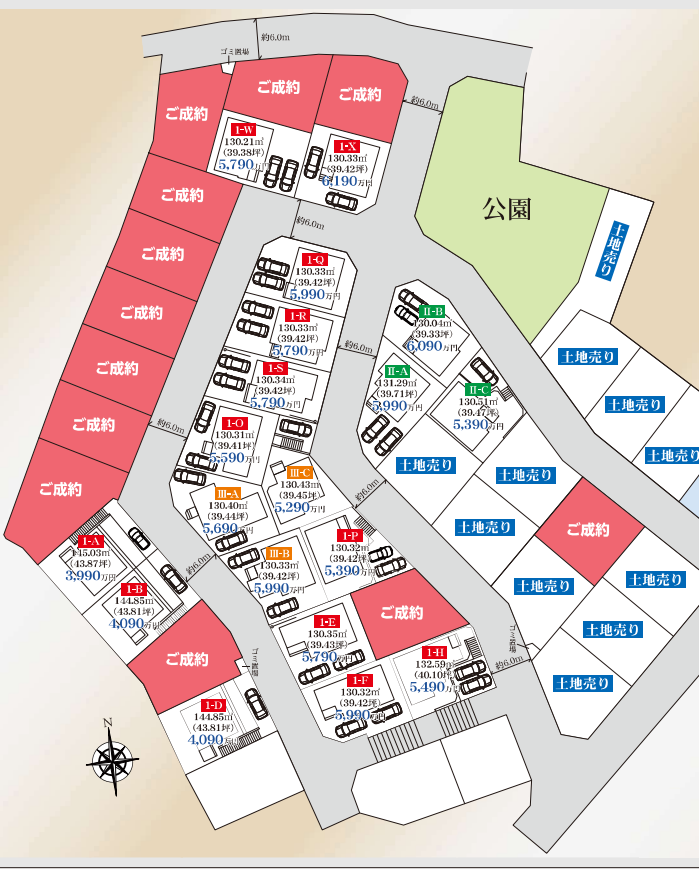 約6.0m
ゴミ置場
ご成約
ご成約
ご成約
約6.0m
1-W
130.21㎡
(39.38坪)
5,790万円
1-X
130.33㎡
(39.42坪)
6,190万円
ご成約
公園
土地売り
約6.0m
ご成約
1-Q
130.33㎡
(39.42坪)
5,990万円
ご成約
1-R
130.33㎡
(39.42坪)
5,790万円
II-B
130.04㎡
(39.33坪)
6,090万円
約6.0m
土地売り
ご成約
1-S
130.34㎡
(39.42坪)
5,790万円
II-A
131.29㎡
(39.71坪)
5,990万円
II-C
130.51㎡
(39.47坪)
5,390万円
土地売り
ご成約
約6.0m
1-O
130.31㎡
(39.41坪)
5,590万円
土地売り
土地売り
土地売り
ご成約
III-A
130.40㎡
(39.44坪)
5,690万円
III-C
130.43㎡
(39.45坪)
5,290万円
約6.0m
土地売り
ご成約
1-A
145.03㎡
(43.87坪)
3,990万円
1-P
130.32㎡
(39.42坪)
5,390万円
III-B
130.33㎡
(39.42坪)
5,990万円
約6.0m
1-B
144.85㎡
(43.81坪)
4,090万円
土地売り
土地売り
ご成約
1-E
130.35㎡
(39.43坪)
5,790万円
土地売り
ご成約
ゴミ置場
1-H
132.59㎡
(40.10坪)
5,490万円
ゴミ置場
約6.0m
1-F
130.32㎡
(39.42坪)
5,990万円
土地売り
1-D
144.85㎡
(43.81坪)
4,090万円
N